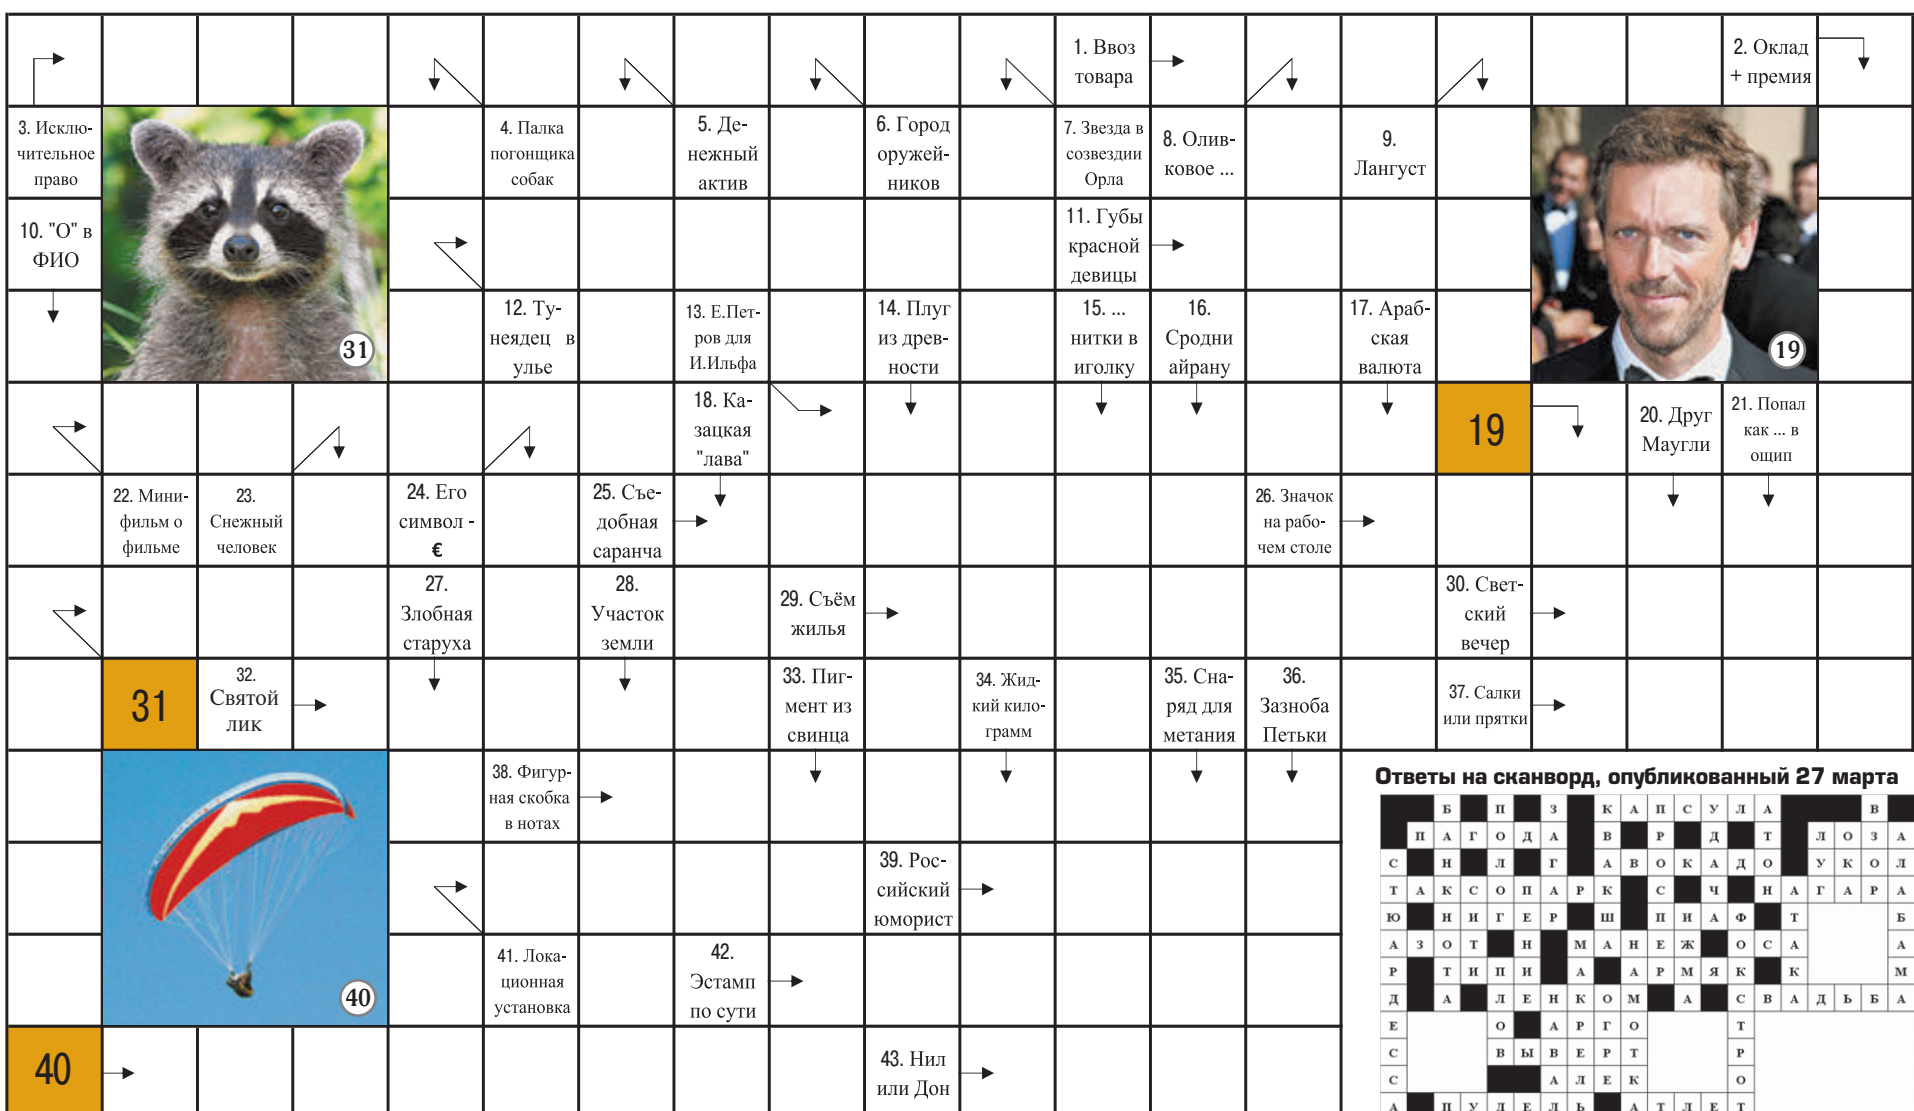 1. Ввоз
товара
2. Оклад
+ премия
3. Исклю-
чительное
право
4. Палка
погонщика
собак
5. Де-
нежный
актив
6. Город
оружей-
ников
7. Звезда в
созвездии
Орла
8. Олив-
ковое ...
9.
Лангуст
10. "О" в
ФИО
11. Губы
красной
девицы
31
12. Ту-
неядец в
улье
13. Е.Пет-
ров для
И.Ильфа
14. Плуг
из древ-
ности
15. ...
нитки в
иголку
16.
Сродни
айрану
17. Араб-
ская
валюта
19
18. Ка-
зацкая
"лава"
19
20. Друг
Маугли
21. Попал
как ... в
ощип
22. Мини-
фильм о
фильме
23.
Снежный
человек
24. Его
символ -
€
25. Съе-
добная
саранча
26. Значок
на рабо-
чем столе
27.
Злобная
старуха
28.
Участок
земли
29. Съём
жилья
30. Свет-
ский
вечер
31
32.
Святой
лик
33. Пиг-
мент из
свинца
34. Жид-
кий кило-
грамм
35. Сна-
ряд для
метания
36.
Зазноба
Петьки
37. Салки
или прятки
38. Фигур-
ная скобка
в нотах
39. Рос-
сийский
юморист
40
41. Лока-
ционная
установка
42.
Эстамп
по сути
40
43. Нил
или Дон
Ответы на сканворд, опубликованный 27 марта
Б П З К А П С У Л А В
П А Г О Д А В Р Д Т Л О З А
С Н Л Г А В О К А Д О У К О Л
Т А К С О П А Р К С Ч Н А Г А Р А
Ю Н И Г Е Р Ш П И А Ф Т Б
А З О Т Н М А Н Е Ж О С А А
Р Т И П И А А Р М Я К К М
Д А Л Е Н К О М А С В А Д Ь Б А
Е О А Р Г О Т
С В Ы В Е Р Т Р
С А Л Е К О
А П У Д Е Л Ь А Т Л Е Т